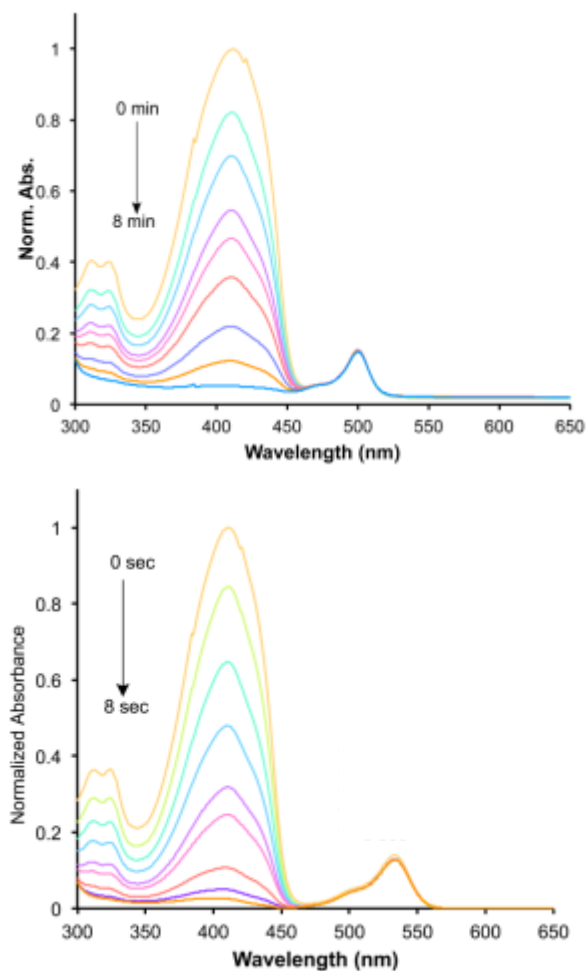 1
0.8
0.6
0.4
0.2
0
Norm. Abs.
0 min
8 min
300 350 400 450 500 550 600 650
Wavelength (nm)
1
0.8
0.6
0.4
0.2
0
Normalized Absorbance
0 sec
8 sec
300 350 400 450 500 550 600 650
Wavelength (nm)